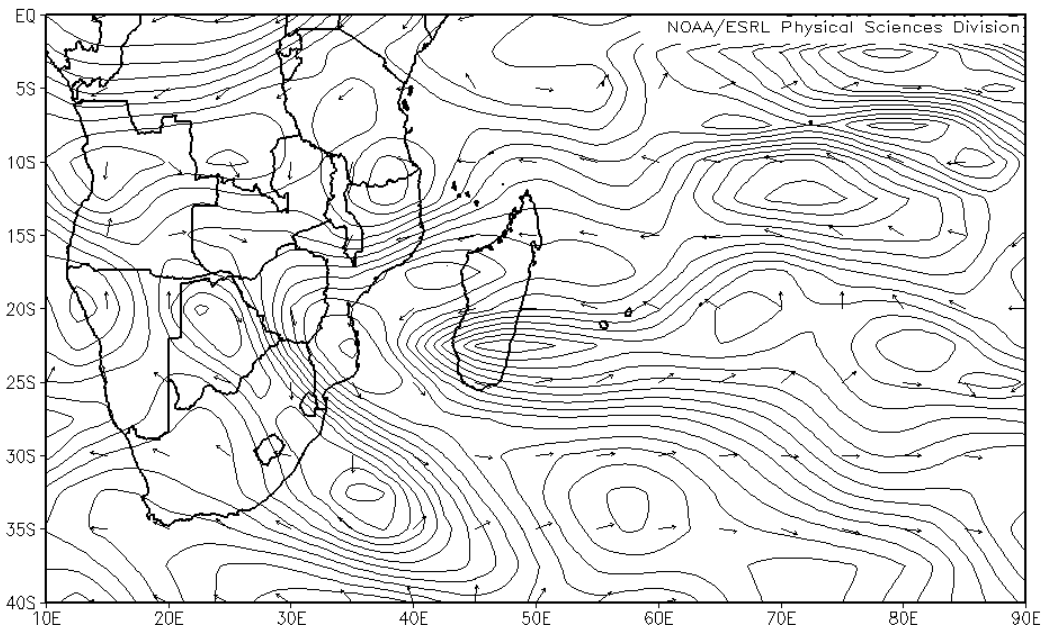 EQ
NOAA/ESRL Physical Sciences Division
5S
10S
15S
20S
25S
30S
35S
40S
10E 20E 30E 40E 50E 60E 70E 80E 90E